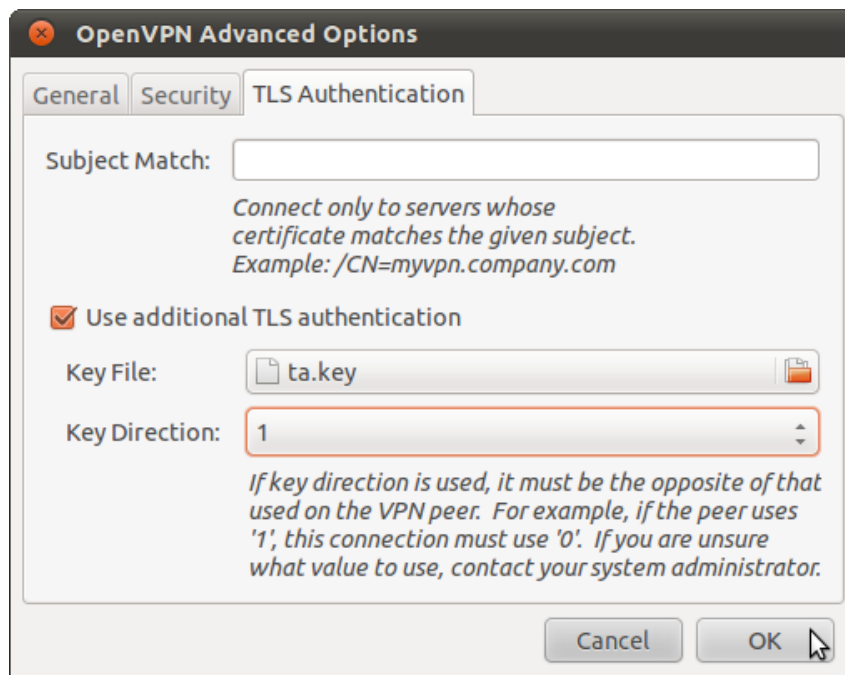 OpenVPN Advanced Options
General Security TLS Authentication
Subject Match:
Connect only to servers whose
certificate matches the given subject.
Example: /CN=myvpn.company.com
Use additional TLS authentication
Key File: ta.key
Key Direction: 1
If key direction is used, it must be the opposite of that
used on the VPN peer.  For example, if the peer uses
'1', this connection must use '0'.  If you are unsure
what value to use, contact your system administrator.
Cancel OK